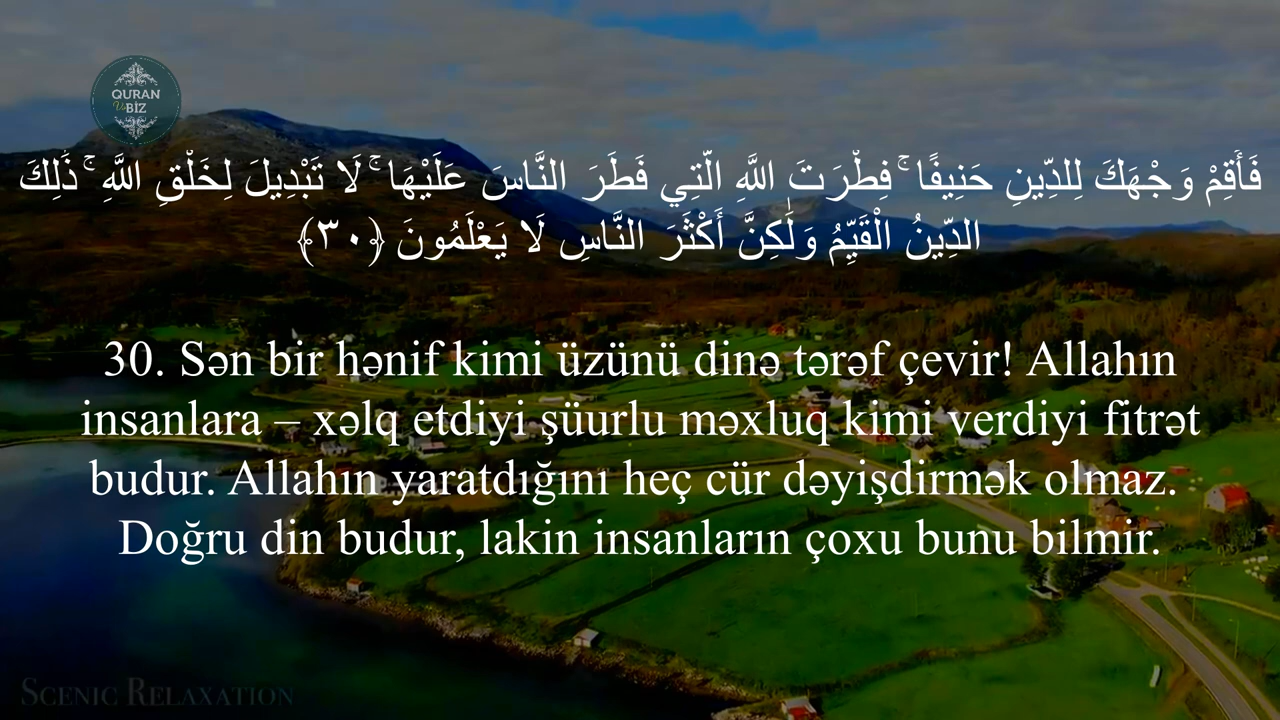 QURAN
Və
BİZ
فَأَقِمْ وَجْهَكَ لِلدِّينِ حَنِيفًا ۚ فِطْرَتَ اللَّهِ الَّتِي فَطَرَ النَّاسَ عَلَيْهَا ۚ لَا تَبْدِيلَ لِخَلْقِ اللَّهِ ۚ ذَٰلِكَ
الدِّينُ الْقَيِّمُ وَلَٰكِنَّ أَكْثَرَ النَّاسِ لَا يَعْلَمُونَ ﴿٣٠﴾
30. Sən bir hənif kimi üzünü dinə tərəf çevir! Allahın
insanlara – xəlq etdiyi şüurlu məxluq kimi verdiyi fitrət
budur. Allahın yaratdığını heç cür dəyişdirmək olmaz.
Doğru din budur, lakin insanların çoxu bunu bilmir.
SCENIC RELAXATION